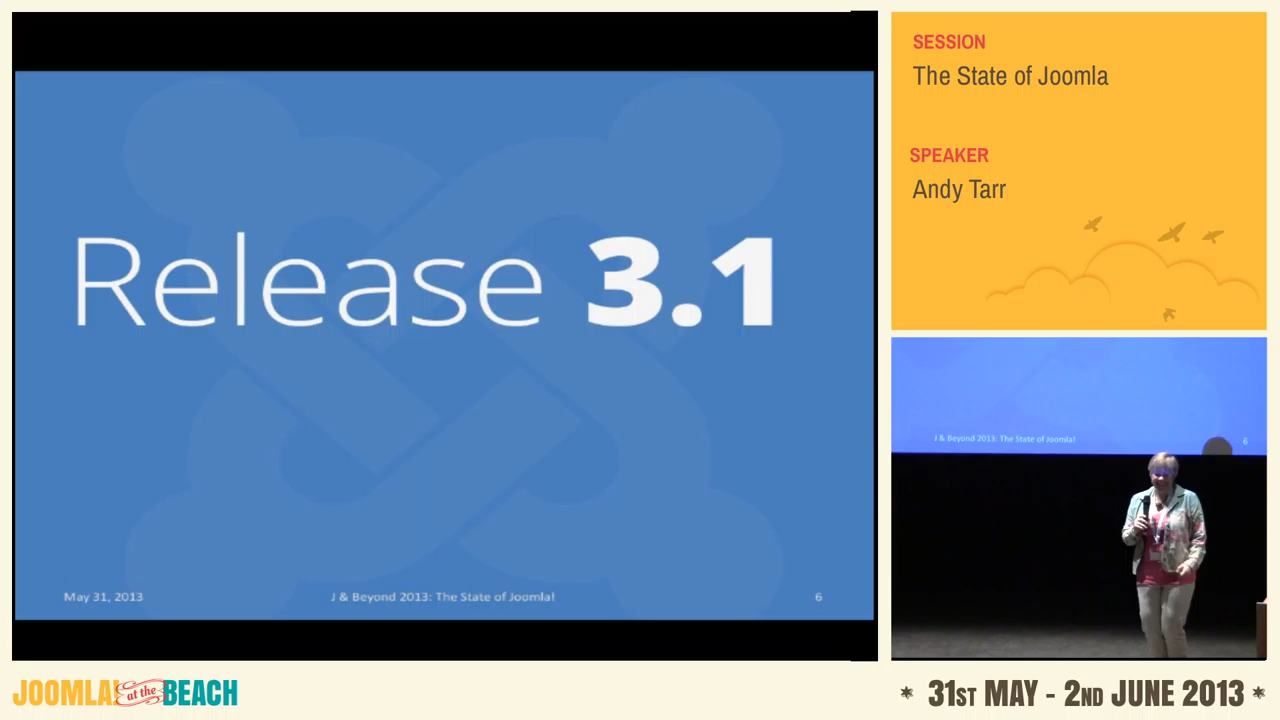 Release 3.1
May 31, 2013
J & Beyond 2013: The State of Joomla!
6
SESSION
The State of Joomla
SPEAKER
Andy Tarr
J & Beyond 2013: The State of Joomla!
6
JOOMLA! at the BEACH
* 31ST MAY - 2ND JUNE 2013 *